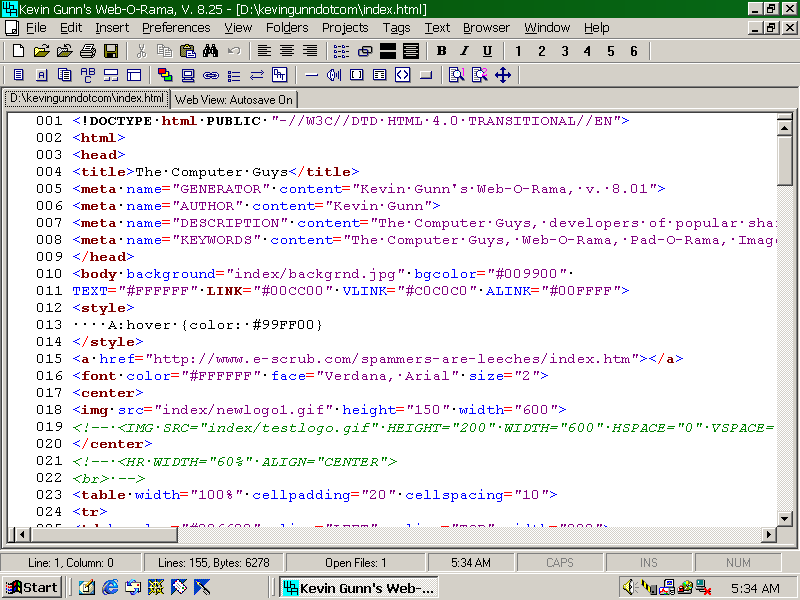 Kevin Gunn's Web-O-Rama, V. 8.25 - [D:\kevingunndotcom\index.html]
File Edit Insert Preferences View Folders Projects Tags Text Browser Window Help
B I U 1 2 3 4 5 6
D:\kevingunndotcom\index.html Web View: Autosave On
001 <!DOCTYPE·html·PUBLIC·"-//W3C//DTD·HTML·4.0·TRANSITIONAL//EN">
002 <html>
003 <head>
004 <title>The·Computer·Guys</title>
005 <meta·name="GENERATOR"·content="Kevin·Gunn's·Web-O-Rama,·v.·8.01">
006 <meta·name="AUTHOR"·content="Kevin·Gunn">
007 <meta·name="DESCRIPTION"·content="The·Computer·Guys,·developers·of·popular·sha
008 <meta·name="KEYWORDS"·content="The·Computer·Guys,·Web-O-Rama,·Pad-O-Rama,·Imag
009 </head>
010 <body·background="index/backgrnd.jpg"·bgcolor="#009900"·
011 TEXT="#FFFFFF"·LINK="#00CC00"·VLINK="#C0C0C0"·ALINK="#00FFFF">
012 <style>
013 ····A:hover·{color:·#99FF00}
014 </style>
015 <a·href="http://www.e-scrub.com/spammers-are-leeches/index.htm"></a>
016 <font·color="#FFFFFF"·face="Verdana,·Arial"·size="2">
017 <center>
018 <img·src="index/newlogo1.gif"·height="150"·width="600">
019 <!--·<IMG·SRC="index/testlogo.gif"·HEIGHT="200"·WIDTH="600"·HSPACE="0"·VSPACE=
020 </center>
021 <!--·<HR·WIDTH="60%"·ALIGN="CENTER">
022 <br>·-->
023 <table·width="100%"·cellpadding="20"·cellspacing="10">
024 <tr>
Line: 1, Column: 0 Lines: 155, Bytes: 6278 Open Files: 1 5:34 AM CAPS INS NUM
Start Kevin Gunn's Web-... 5:34 AM